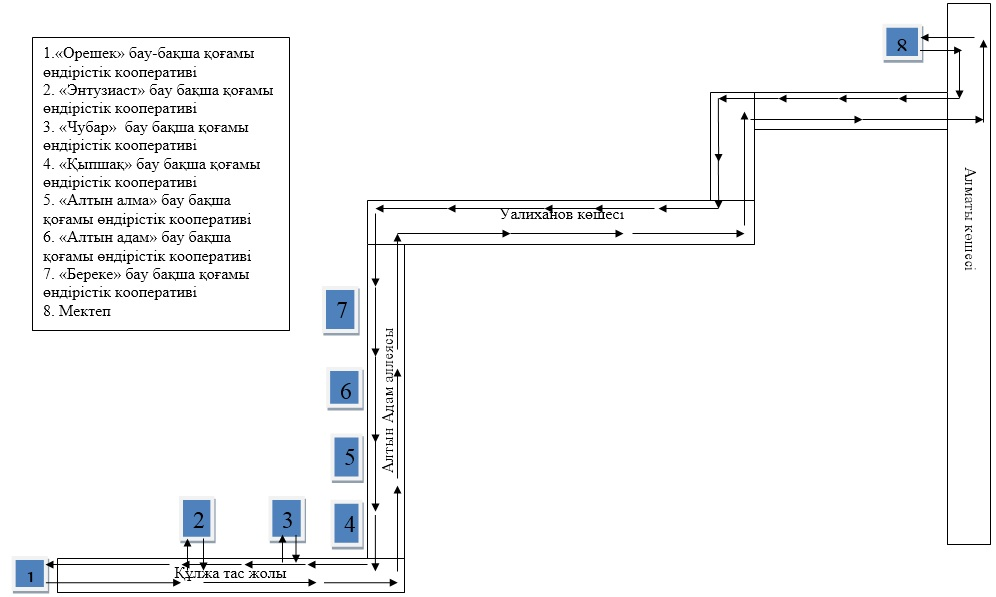 1.«Орешек» бау-бақша қоғамы
өндірістік кооперативі
2. «Энтузиаст» бау бақша қоғамы
өндірістік кооперативі
3. «Чубар» бау бақша қоғамы
өндірістік кооперативі
4. «Қыпшақ» бау бақша қоғамы
өндірістік кооперативі
5. «Алтын алма» бау бақша
қоғамы өндірістік кооперативі
6. «Алтын адам» бау бақша
қоғамы өндірістік кооперативі
7. «Береке» бау бақша қоғамы
өндірістік кооперативі
8. Мектеп
8
Алматы көшесі
Уалиханов көшесі
7
6
Алтын Адам аллеясы
5
4
2
3
1
Құлжа тас жолы